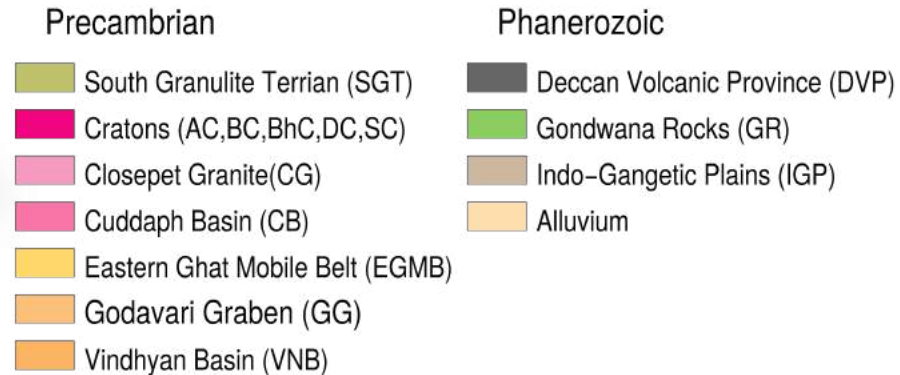 Precambrian
South Granulite Terrian (SGT)
Cratons (AC,BC,BhC,DC,SC)
Closepet Granite(CG)
Cuddaph Basin (CB)
Eastern Ghat Mobile Belt (EGMB)
Godavari Graben (GG)
Vindhyan Basin (VNB)
Phanerozoic
Deccan Volcanic Province (DVP)
Gondwana Rocks (GR)
Indo-Gangetic Plains (IGP)
Alluvium